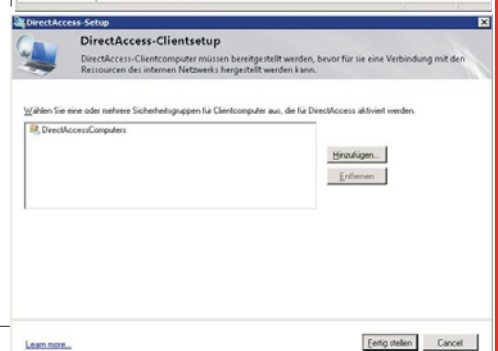 DirectAccess-Setup
DirectAccess-Clientsetup
DirectAccess-Clientcomputer müssen bereitgestellt werden, bevor für sie eine Verbindung mit den
Ressourcen des internen Netzwerks hergestellt werden kann.
Wählen Sie eine oder mehrere Sicherheitsgruppen für Clientcomputer aus, die für DirectAccess aktiviert werden.
DirectAccessComputers
Hinzufügen...
Entfernen
Learn more...
Fertig stellen
Cancel